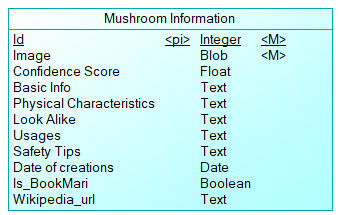 Mushroom Information
Id <pi> Integer <M>
Image Blob <M>
Confidence Score Float
Basic Info Text
Physical Characteristics Text
Look Alike Text
Usages Text
Safety Tips Text
Date of creations Date
Is_BookMari Boolean
Wikipedia_url Text